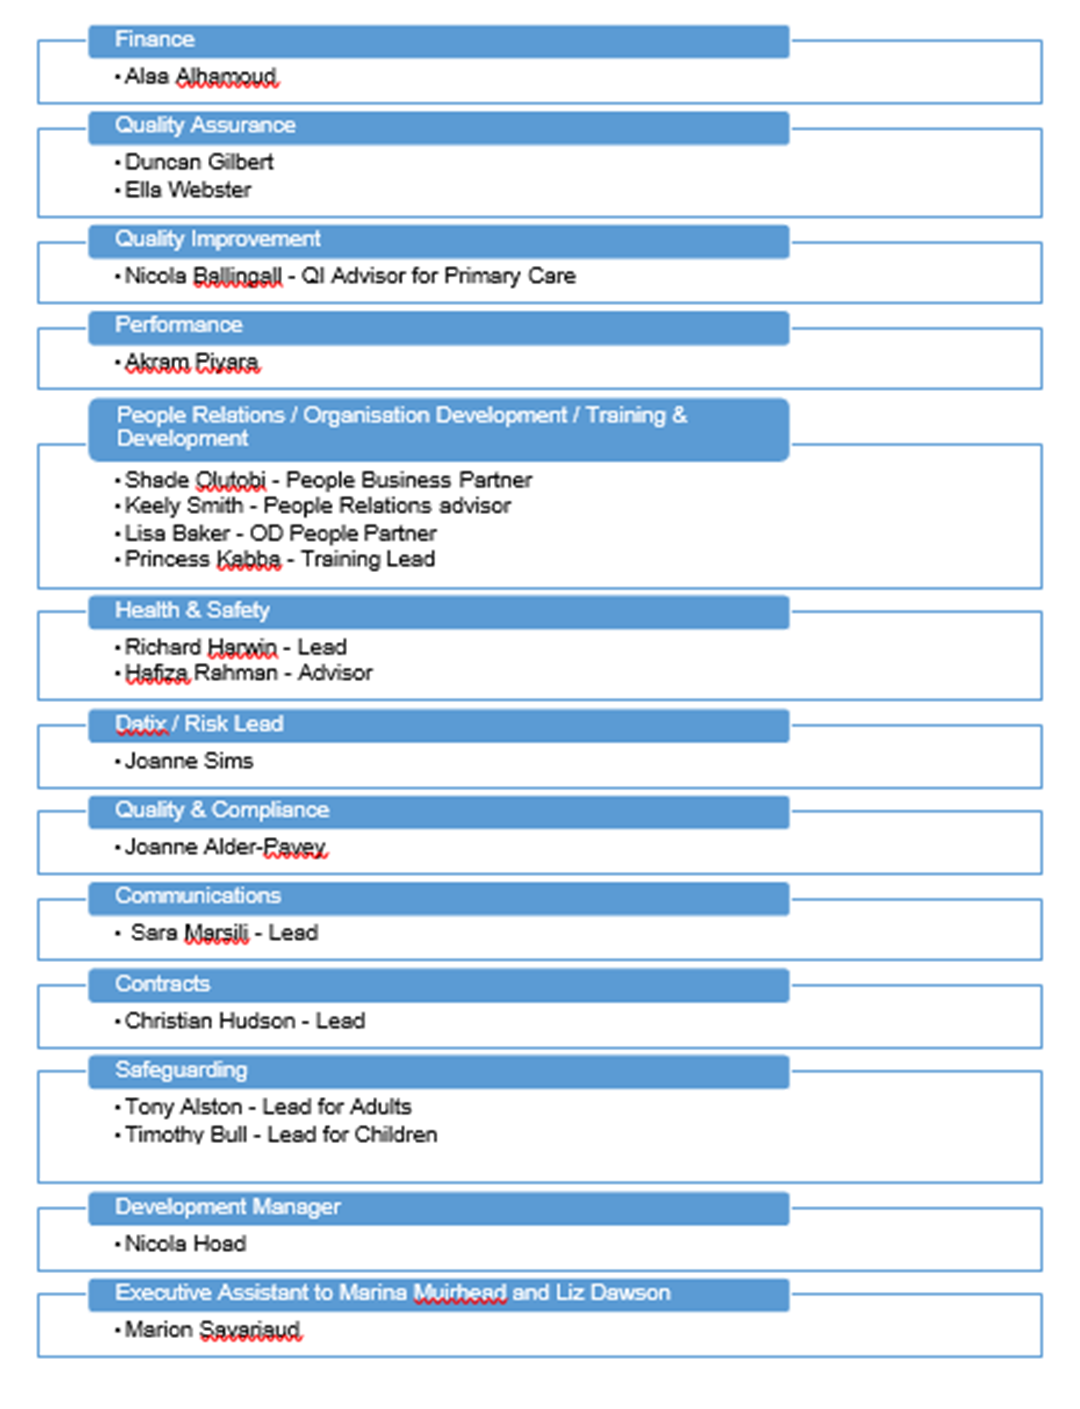 Finance
• Alaa Alhamoud
Quality Assurance
• Duncan Gilbert
• Ella Webster
Quality Improvement
• Nicola Ballingall - QI Advisor for Primary Care
Performance
• Akram Piyara
People Relations / Organisation Development / Training &
Development
• Shade Olutobi - People Business Partner
• Keely Smith - People Relations advisor
• Lisa Baker - OD People Partner
• Princess Kabba - Training Lead
Health & Safety
• Richard Harwin - Lead
• Hafiza Rahman - Advisor
Datix / Risk Lead
• Joanne Sims
Quality & Compliance
• Joanne Alder-Pavey
Communications
• Sara Marsili - Lead
Contracts
• Christian Hudson - Lead
Safeguarding
• Tony Alston - Lead for Adults
• Timothy Bull - Lead for Children
Development Manager
• Nicola Hoad
Executive Assistant to Marina Muirhead and Liz Dawson
• Marion Savariaud